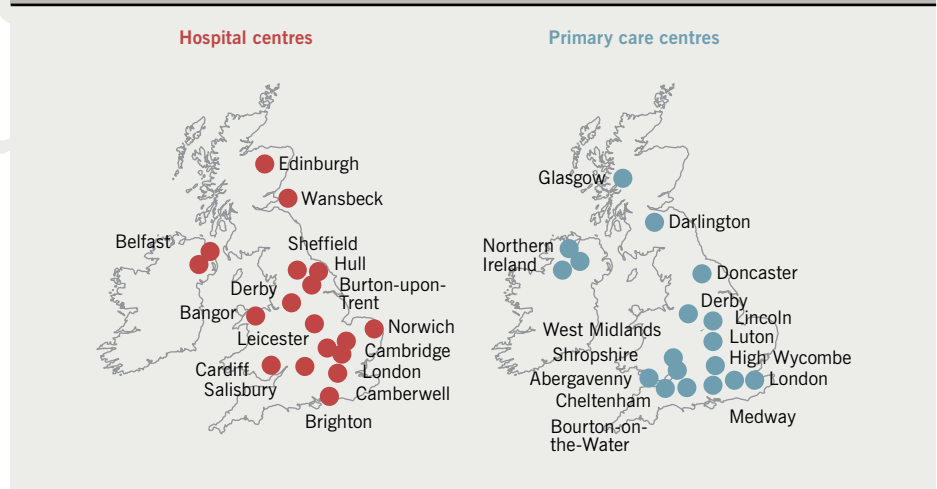 Hospital centres
Edinburgh
Wansbeck
Belfast
Sheffield
Hull
Derby
Burton-upon-
Trent
Bangor
Norwich
Leicester
Cambridge
Cardiff
London
Salisbury
Camberwell
Brighton
Primary care centres
Glasgow
Darlington
Northern
Ireland
Doncaster
Derby
Lincoln
West Midlands
Luton
Shropshire
High Wycombe
Abergavenny
London
Cheltenham
Medway
Bourton-on-
the-Water